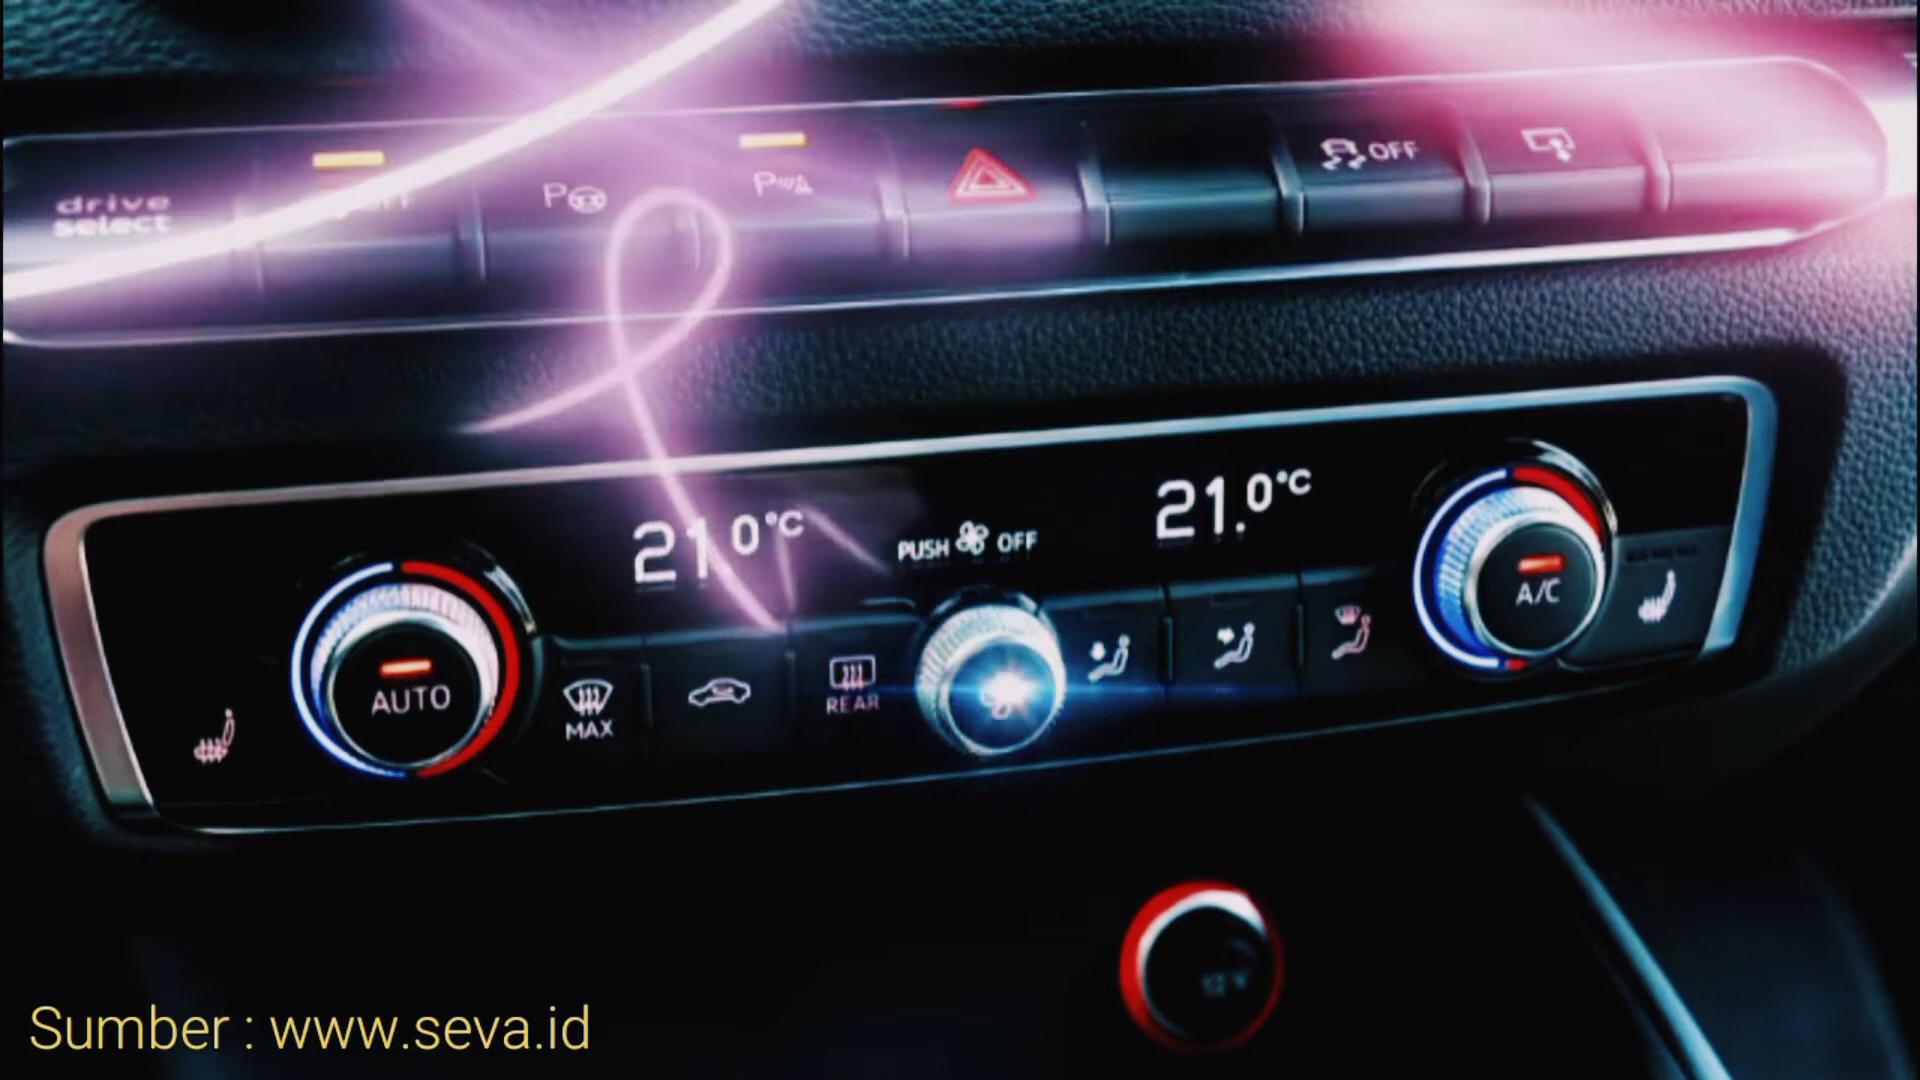 drive
select
P
P
OFF
21.0°C
PUSH OFF
21.0°C
AUTO
MAX
REAR
A/C
Sumber : www.seva.id